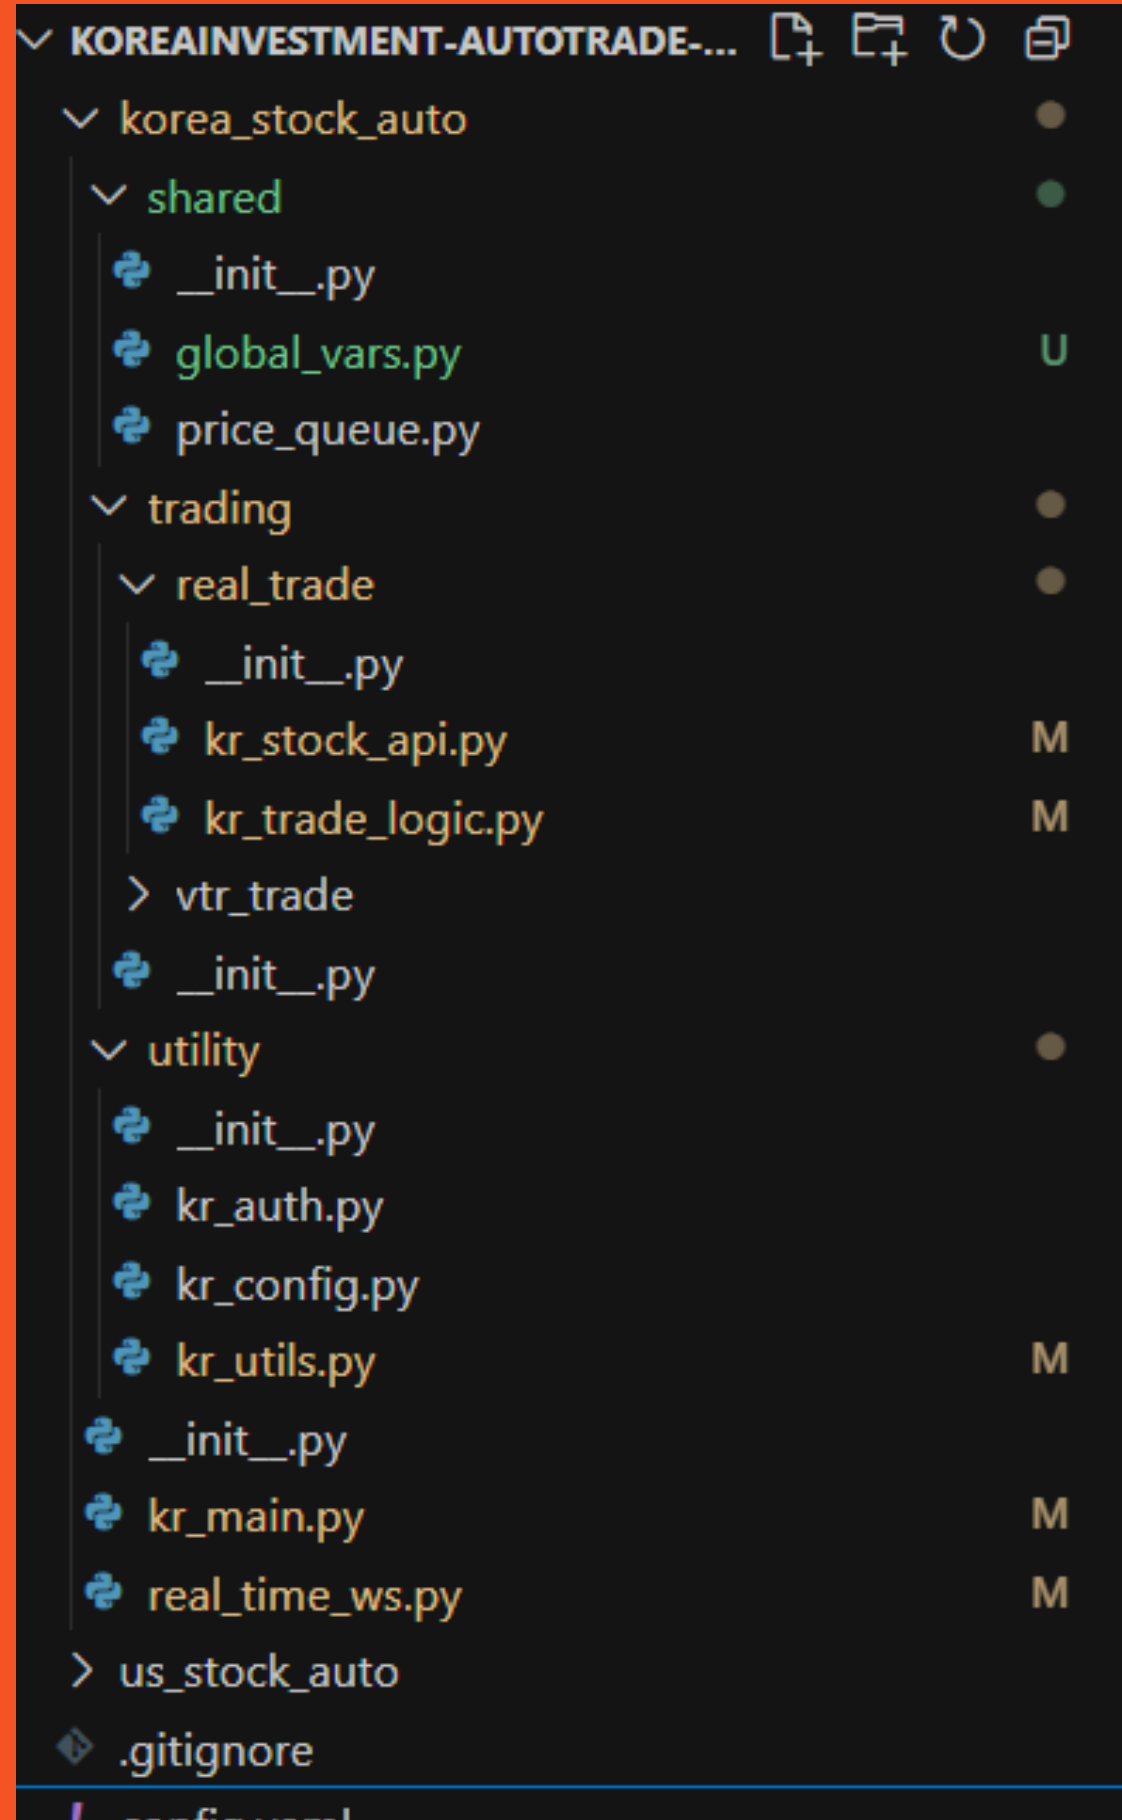 KOREAINVESTMENT-AUTOTRADE-...
korea_stock_auto
shared
__init__.py
global_vars.py U
price_queue.py
trading
real_trade
__init__.py
kr_stock_api.py M
kr_trade_logic.py M
vtr_trade
__init__.py
utility
__init__.py
kr_auth.py
kr_config.py
kr_utils.py M
__init__.py
kr_main.py M
real_time_ws.py M
us_stock_auto
.gitignore